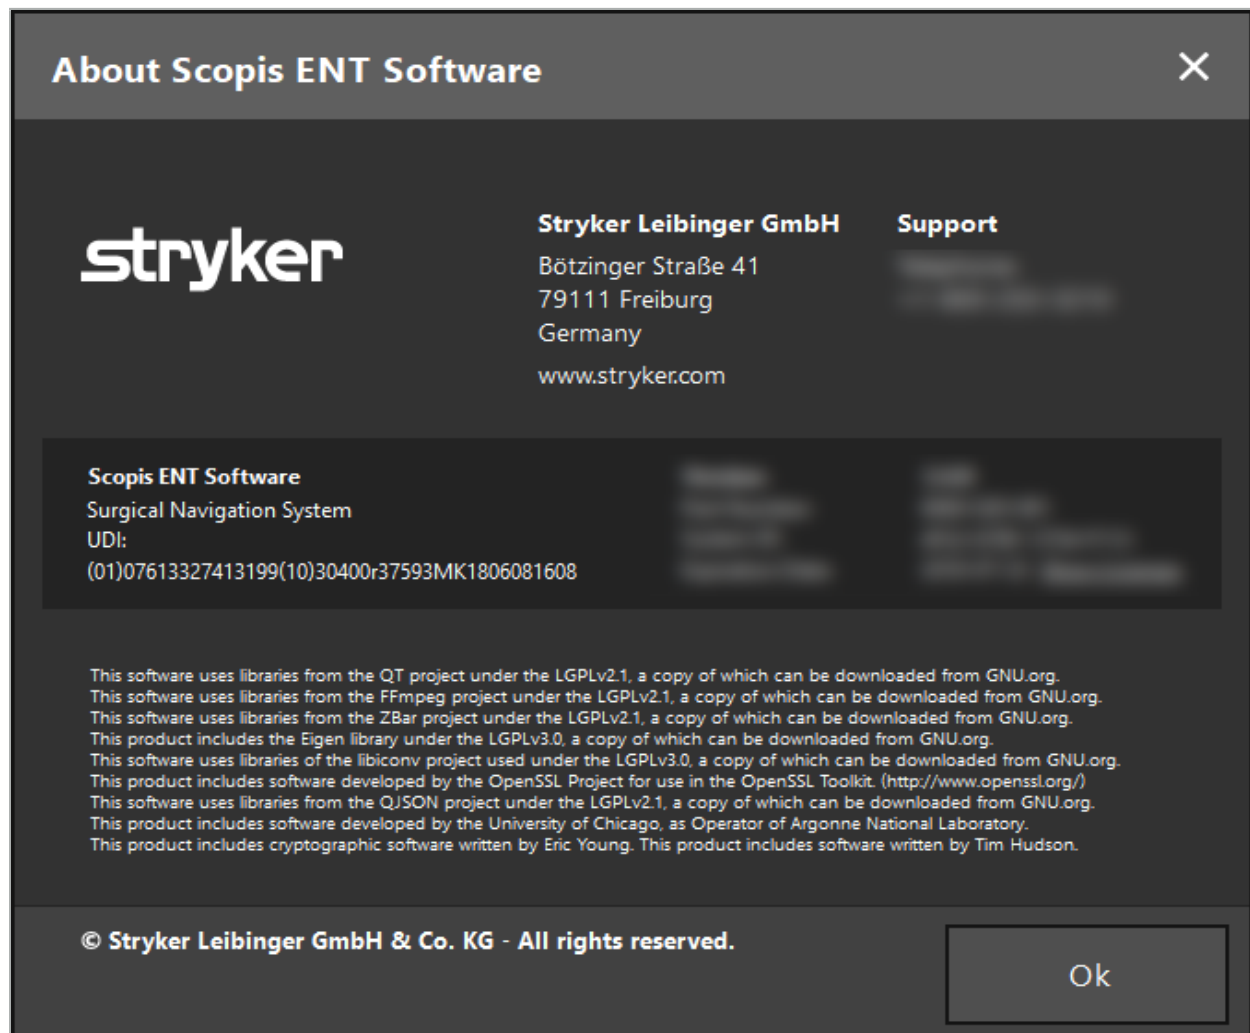 About Scopis ENT Software
stryker
Stryker Leibinger GmbH
Bötzinger Straße 41
79111 Freiburg
Germany
www.stryker.com
Support
Scopis ENT Software
Surgical Navigation System
UDI:
(01)07613327413199(10)30400r37593MK1806081608
This software uses libraries from the QT project under the LGPLv2.1, a copy of which can be downloaded from GNU.org.
This software uses libraries from the FFmpeg project under the LGPLv2.1, a copy of which can be downloaded from GNU.org.
This software uses libraries from the ZBar project under the LGPLv2.1, a copy of which can be downloaded from GNU.org.
This product includes the Eigen library under the LGPLv3.0, a copy of which can be downloaded from GNU.org.
This software uses libraries of the libiconv project used under the LGPLv3.0, a copy of which can be downloaded from GNU.org.
This product includes software developed by the OpenSSL Project for use in the OpenSSL Toolkit. (http://www.openssl.org/)
This software uses libraries from the QJSON project under the LGPLv2.1, a copy of which can be downloaded from GNU.org.
This product includes software developed by the University of Chicago, as Operator of Argonne National Laboratory.
This product includes cryptographic software written by Eric Young. This product includes software written by Tim Hudson.
© Stryker Leibinger GmbH & Co. KG - All rights reserved.
Ok